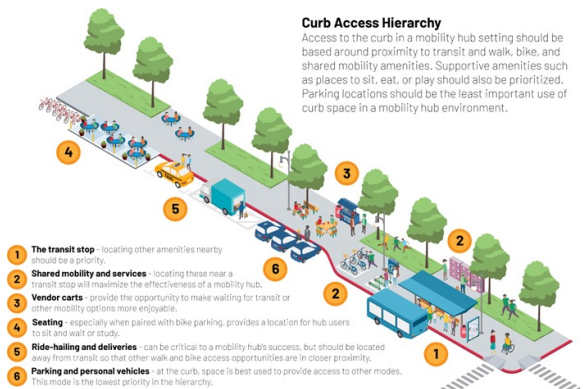 Curb Access Hierarchy
Access to the curb in a mobility hub setting should be
based around proximity to transit and walk, bike, and
shared mobility amenities. Supportive amenities such
as places to sit, eat, or play should also be prioritized.
Parking locations should be the least important use of
curb space in a mobility hub environment.
4
5
3
6
2
2
1
TAXI
1 The transit stop - locating other amenities nearby
should be a priority.
2 Shared mobility and services - locating these near a
transit stop will maximize the effectiveness of a mobility hub.
3 Vendor carts - provide the opportunity to make waiting for transit or
other mobility options more enjoyable.
4 Seating - especially when paired with bike parking, provides a location for hub users
to sit and wait or study.
5 Ride-hailing and deliveries - can be critical to a mobility hub's success, but should be located
away from transit so that other walk and bike access opportunities are in closer proximity.
6 Parking and personal vehicles - at the curb, space is best used to provide access to other modes.
This mode is the lowest priority in the hierarchy.